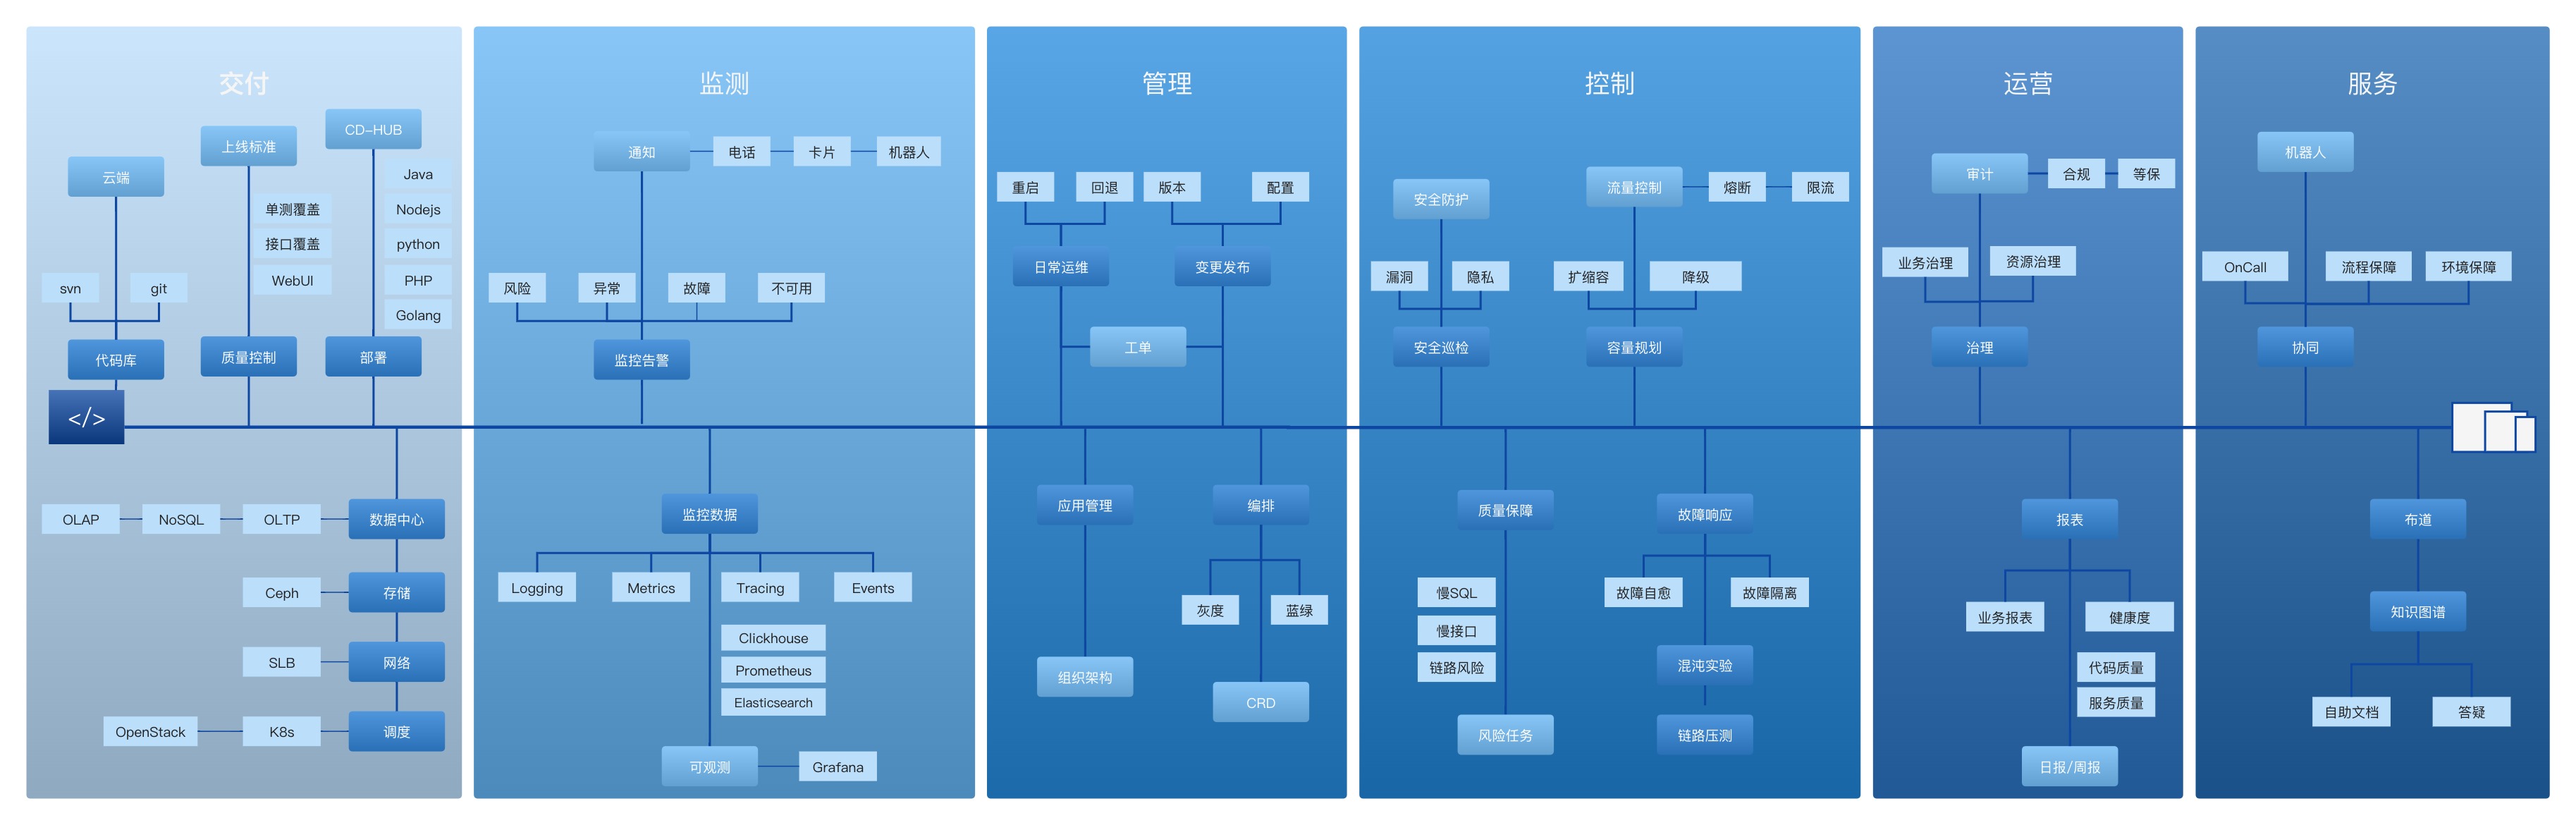 交付
云端
上线标准
CD-HUB
单测覆盖
接口覆盖
WebUI
Java
Nodejs
python
PHP
Golang
svn
git
代码库
质量控制
部署
</>
OLAP
NoSQL
OLTP
数据中心
Ceph
存储
SLB
网络
OpenStack
K8s
调度
监测
通知
电话
卡片
机器人
风险
异常
故障
不可用
监控告警
监控数据
Logging
Metrics
Tracing
Events
Clickhouse
Prometheus
Elasticsearch
可观测
Grafana
管理
重启
回退
版本
配置
日常运维
变更发布
工单
应用管理
编排
灰度
蓝绿
组织架构
CRD
控制
安全防护
流量控制
熔断
限流
漏洞
隐私
扩缩容
降级
安全巡检
容量规划
质量保障
故障响应
慢SQL
慢接口
链路风险
故障自愈
故障隔离
混沌实验
风险任务
链路压测
运营
审计
合规
等保
业务治理
资源治理
治理
报表
业务报表
健康度
代码质量
服务质量
日报/周报
服务
机器人
OnCall
流程保障
环境保障
协同
布道
知识图谱
自助文档
答疑